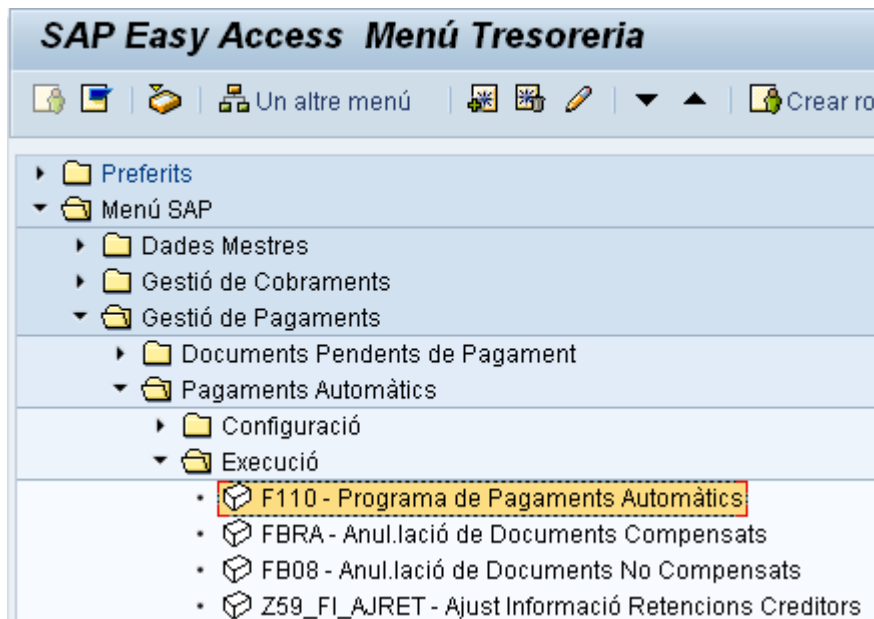 SAP Easy Access Menú Tresoreria
Un altre menú Crear ro
Preferits
Menú SAP
Dades Mestres
Gestió de Cobraments
Gestió de Pagaments
Documents Pendents de Pagament
Pagaments Automàtics
Configuració
Execució
F110 - Programa de Pagaments Automàtics
FBRA - Anul.lació de Documents Compensats
FB08 - Anul.lació de Documents No Compensats
Z59_FI_AJRET - Ajust Informació Retencions Creditors